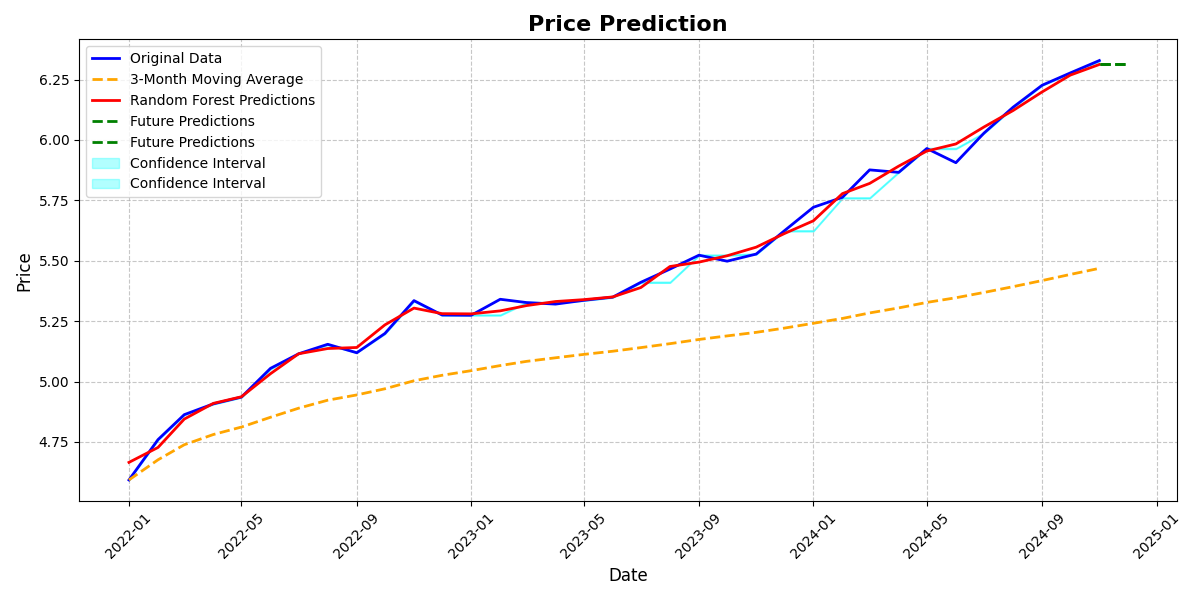 Price Prediction
Original Data
3-Month Moving Average
Random Forest Predictions
Future Predictions
Future Predictions
Confidence Interval
Confidence Interval
Price
6.25
6.00
5.75
5.50
5.25
5.00
4.75
2022-01
2022-05
2022-09
2023-01
2023-05
2023-09
2024-01
2024-05
2024-09
2025-01
Date